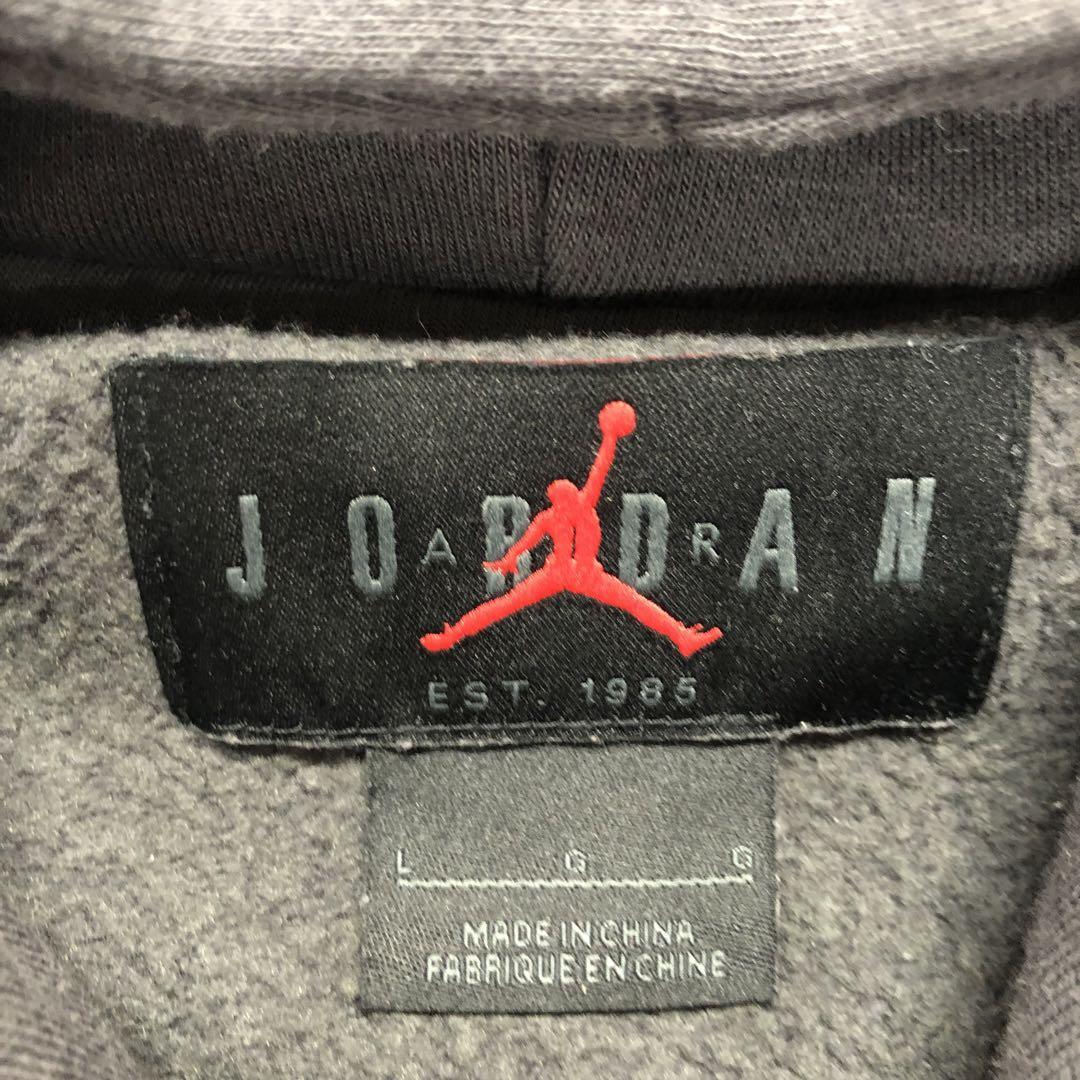 JORDAN
AIR
EST. 1985
L G G
MADE IN CHINA
FABRIQUE EN CHINE